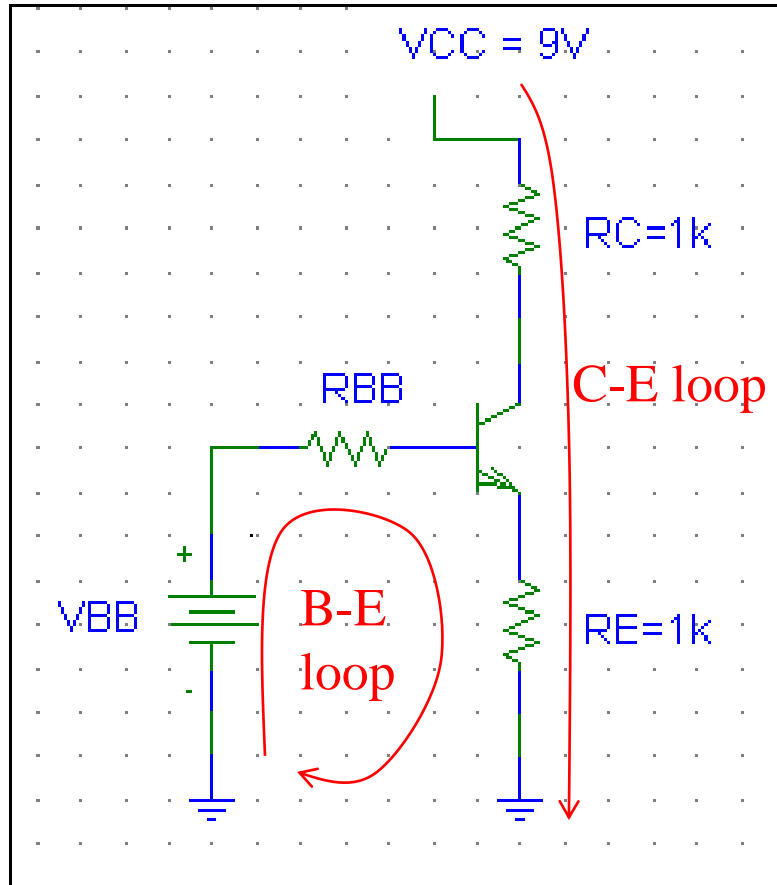 VCC = 9V
RC=1k
C-E loop
RBB
+
VBB
B-E
loop
RE=1k
-